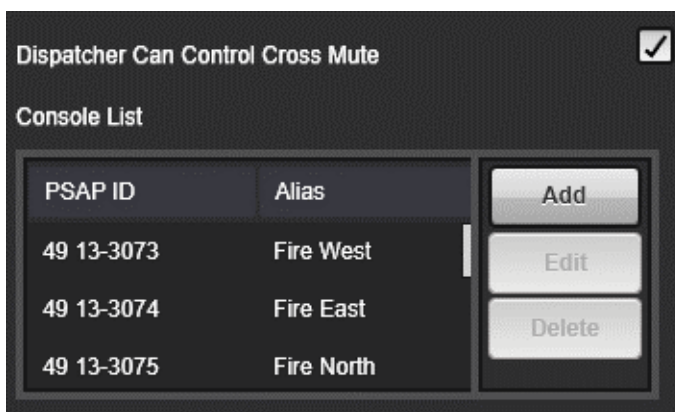 Dispatcher Can Control Cross Mute
Console List
PSAP ID Alias Add
49 13-3073 Fire West Edit
49 13-3074 Fire East Delete
49 13-3075 Fire North